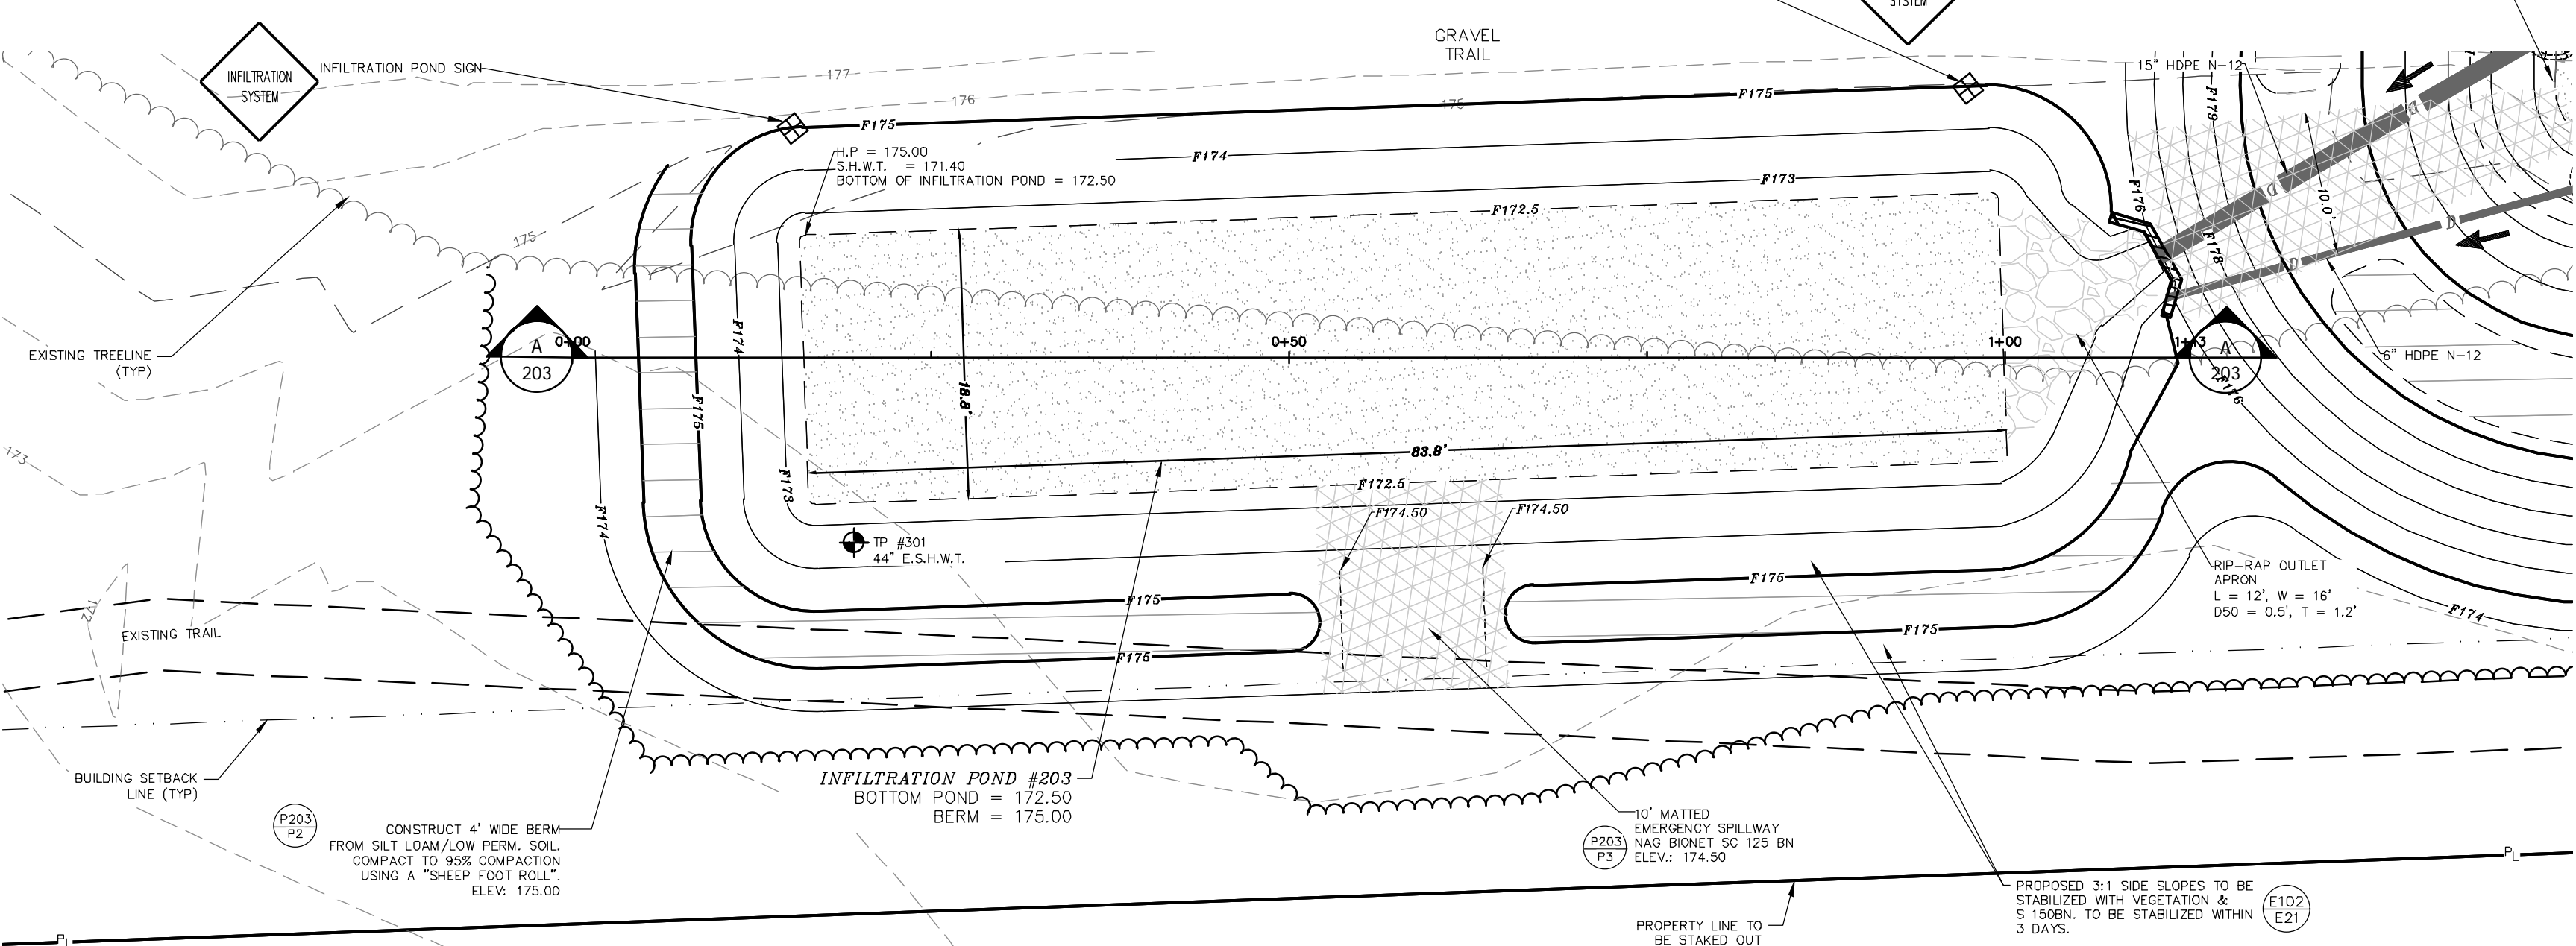 SYSTEM
GRAVEL
TRAIL
INFILTRATION
SYSTEM
INFILTRATION POND SIGN
177
176
175
15" HDPE N-12
F175
F175
F174
F173
F172.5
F179
F176
F178
10.0'
D
D
D
D
H.P = 175.00
S.H.W.T. = 171.40
BOTTOM OF INFILTRATION POND = 172.50
175
EXISTING TREELINE
(TYP)
A
203
0+00
0+50
1+00
1+13
A
203
6" HDPE N-12
F174
F175
18.8'
83.8'
173
F173
F174
F172.5
F174.50
F174.50
TP #301
44" E.S.H.W.T.
RIP-RAP OUTLET
APRON
L = 12', W = 16'
D50 = 0.5', T = 1.2'
F174
172
EXISTING TRAIL
F175
F175
F175
F175
BUILDING SETBACK
LINE (TYP)
P203
P2
CONSTRUCT 4' WIDE BERM
FROM SILT LOAM/LOW PERM. SOIL.
COMPACT TO 95% COMPACTION
USING A "SHEEP FOOT ROLL".
ELEV: 175.00
INFILTRATION POND #203
BOTTOM POND = 172.50
BERM = 175.00
P203
P3
10' MATTED
EMERGENCY SPILLWAY
NAG BIONET SC 125 BN
ELEV.: 174.50
PROPERTY LINE TO
BE STAKED OUT
PROPOSED 3:1 SIDE SLOPES TO BE
STABILIZED WITH VEGETATION &
S 150BN. TO BE STABILIZED WITHIN
3 DAYS.
E102
E21
PL
PL